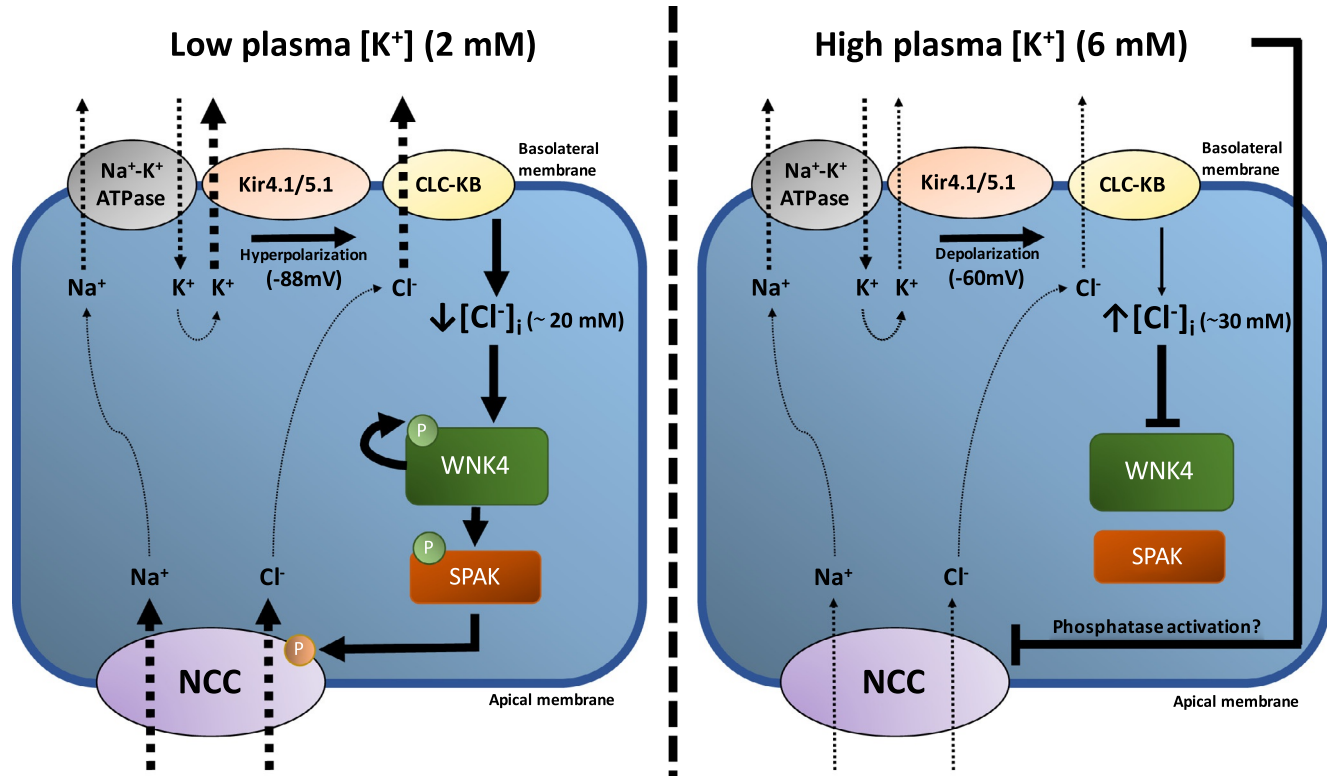 Low plasma [K⁺] (2 mM)
Basolateral
membrane
Na⁺-K⁺
ATPase
Kir4.1/5.1
CLC-KB
Hyperpolarization
(-88mV)
Na⁺
K⁺
K⁺
Cl⁻
↓[Cl⁻]ᵢ (~ 20 mM)
P
WNK4
P
SPAK
Na⁺
Cl⁻
P
NCC
Apical membrane
High plasma [K⁺] (6 mM)
Basolateral
membrane
Na⁺-K⁺
ATPase
Kir4.1/5.1
CLC-KB
Depolarization
(-60mV)
Na⁺
K⁺
K⁺
Cl⁻
↑[Cl⁻]ᵢ (~30 mM)
WNK4
SPAK
Na⁺
Cl⁻
Phosphatase activation?
NCC
Apical membrane